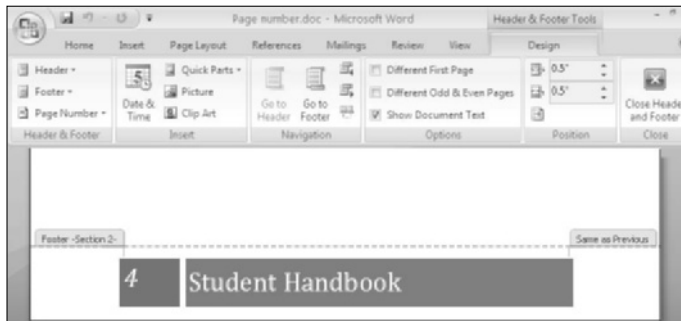 Page number.doc - Microsoft Word Header & Footer Tools
Home Insert Page Layout References Mailings Review View Design
Header
Footer
Page Number
Header & Footer
5
Date & Time
Quick Parts
Picture
Clip Art
Insert
Go to Header
Go to Footer
Navigation
Different First Page
Different Odd & Even Pages
Show Document Text
Options
0.5"
0.5"
Position
Close Heade
and Footer
Close
Footer -Section 2-
Same as Previous
4 Student Handbook